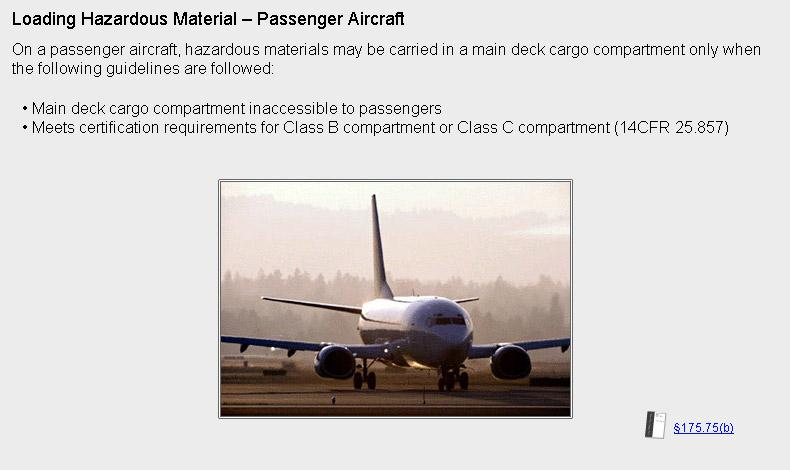 Loading Hazardous Material – Passenger Aircraft
On a passenger aircraft, hazardous materials may be carried in a main deck cargo compartment only when
the following guidelines are followed:
• Main deck cargo compartment inaccessible to passengers
• Meets certification requirements for Class B compartment or Class C compartment (14CFR 25.857)
§175.75(b)